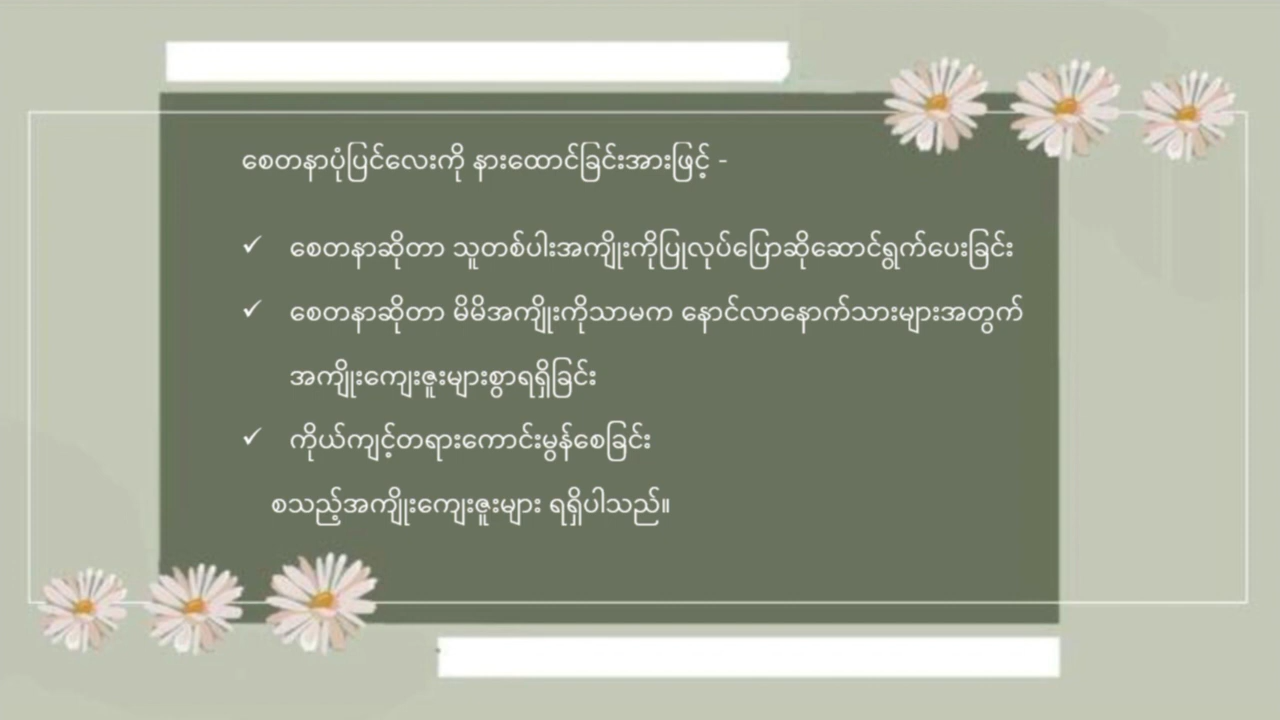 စေတနာပုံပြင်လေးကို နားထောင်ခြင်းအားဖြင့် -
✓ စေတနာဆိုတာ သူတစ်ပါးအကျိုးကိုပြုလုပ်ပြောဆိုဆောင်ရွက်ပေးခြင်း
✓ စေတနာဆိုတာ မိမိအကျိုးကိုသာမက နောင်လာနောက်သားများအတွက်
အကျိုးကျေးဇူးများစွာရရှိခြင်း
✓ ကိုယ်ကျင့်တရားကောင်းမွန်စေခြင်း
စသည့်အကျိုးကျေးဇူးများ ရရှိပါသည်။